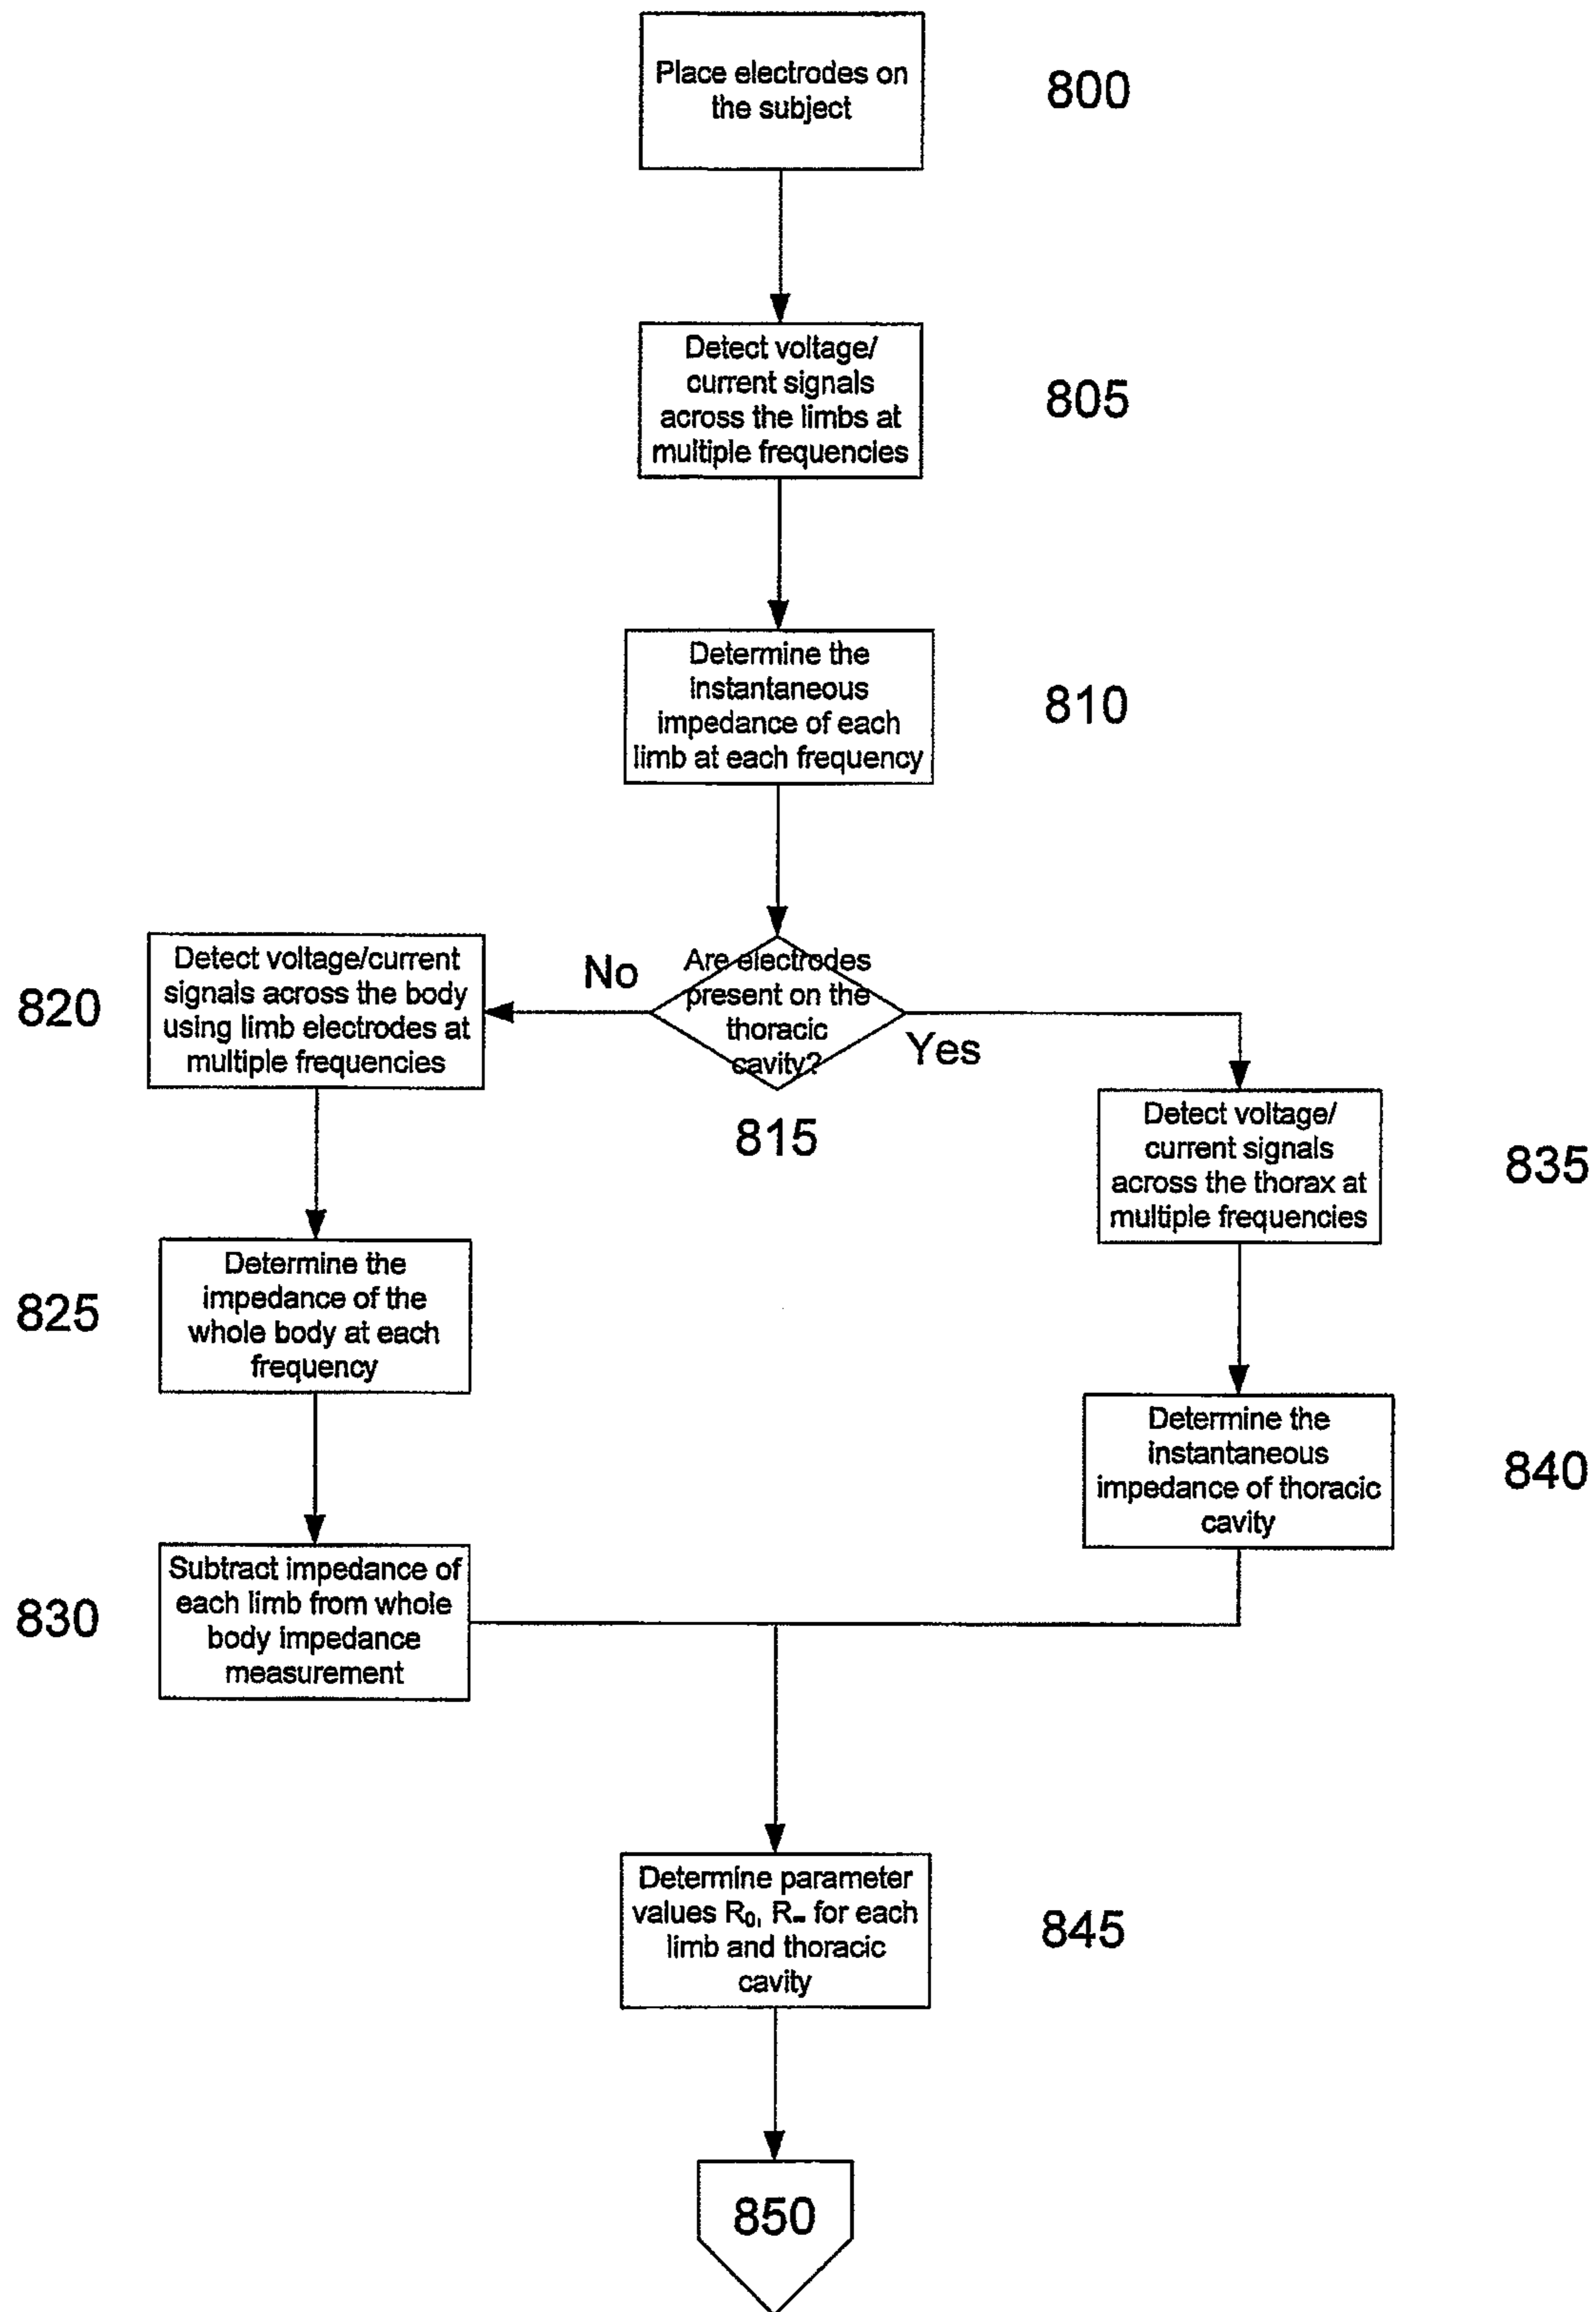 Place electrodes on
the subject
800
Detect voltage/
current signals
across the limbs at
multiple frequencies
805
Determine the
instantaneous
impedance of each
limb at each frequency
810
Are electrodes
present on the
thoracic
cavity?
815
No
Yes
Detect voltage/current
signals across the body
using limb electrodes at
multiple frequencies
820
Determine the
impedance of the
whole body at each
frequency
825
Subtract impedance of
each limb from whole
body impedance
measurement
830
Detect voltage/
current signals
across the thorax at
multiple frequencies
835
Determine the
instantaneous
impedance of thoracic
cavity
840
Determine parameter
values R₀, R∞ for each
limb and thoracic
cavity
845
850